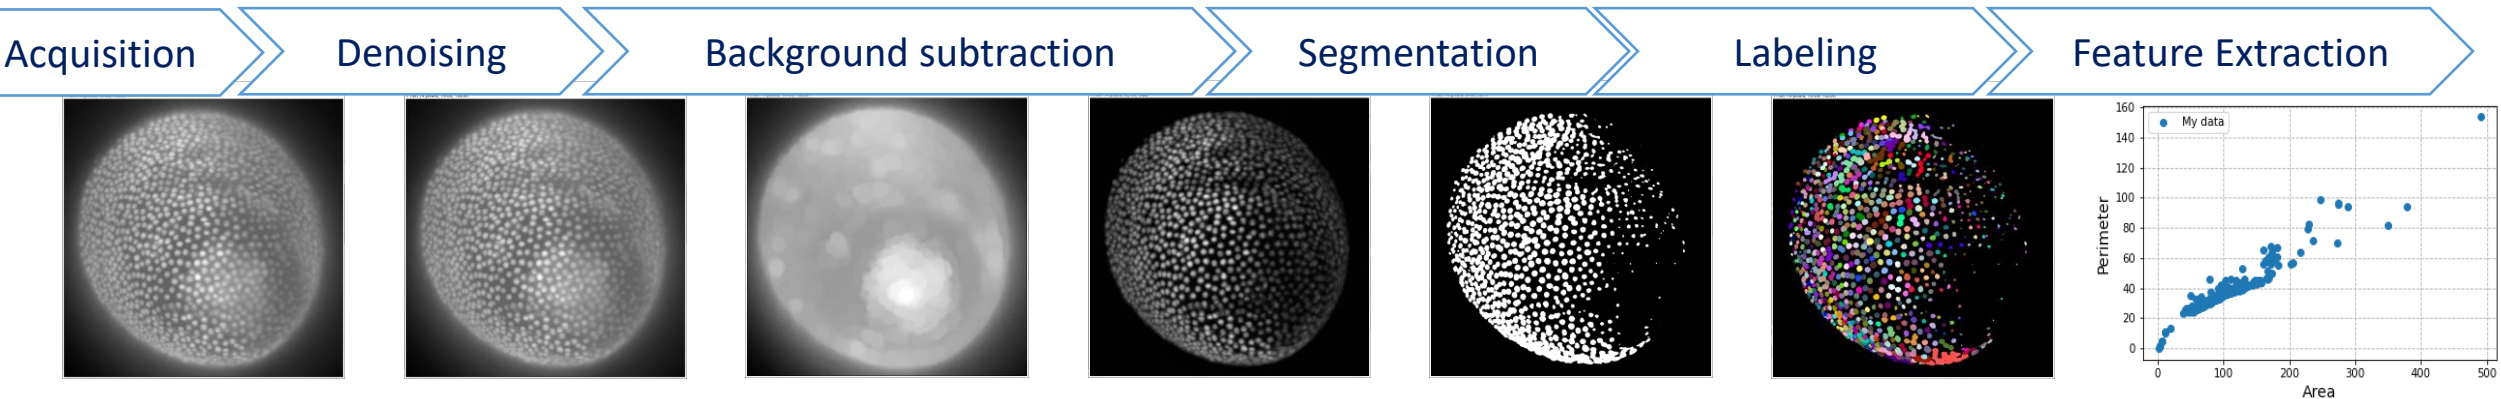 Acquisition
Denoising
Background subtraction
Segmentation
Labeling
Feature Extraction
My data
Perimeter
160
140
120
100
80
60
40
20
0
0 100 200 300 400 500
Area